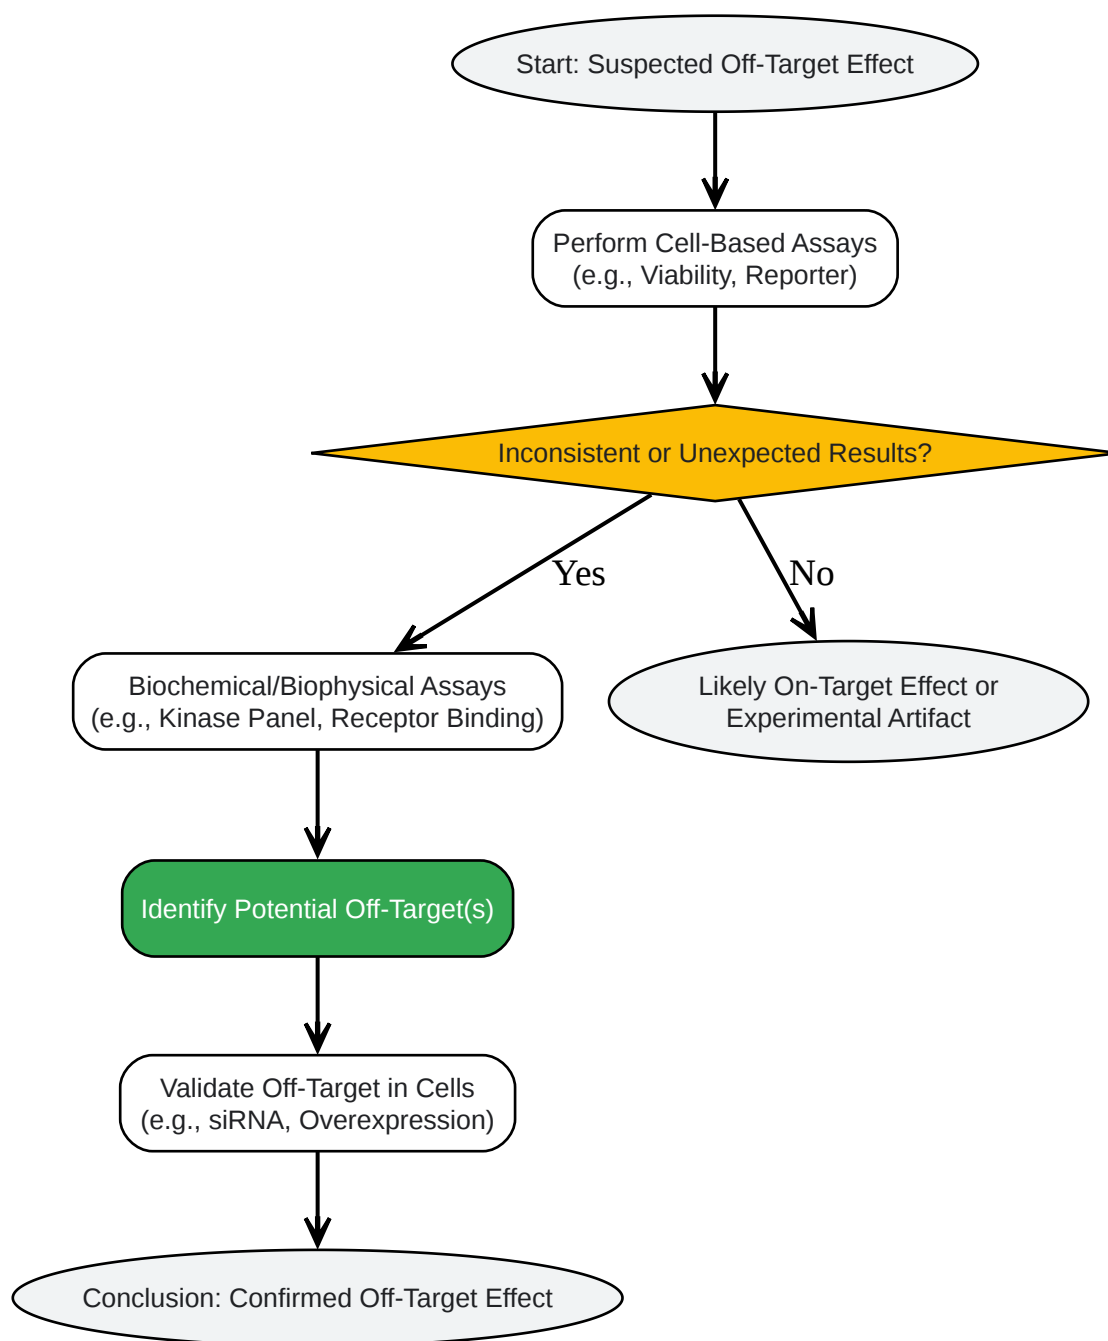 Start: Suspected Off-Target Effect
Perform Cell-Based Assays
(e.g., Viability, Reporter)
Inconsistent or Unexpected Results?
Yes
No
Biochemical/Biophysical Assays
(e.g., Kinase Panel, Receptor Binding)
Likely On-Target Effect or
Experimental Artifact
Identify Potential Off-Target(s)
Validate Off-Target in Cells
(e.g., siRNA, Overexpression)
Conclusion: Confirmed Off-Target Effect